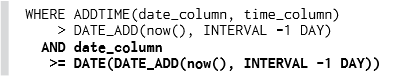 WHERE ADDTIME(date_column, time_column)
> DATE_ADD(now(), INTERVAL -1 DAY)
AND date_column
>= DATE(DATE_ADD(now(), INTERVAL -1 DAY))